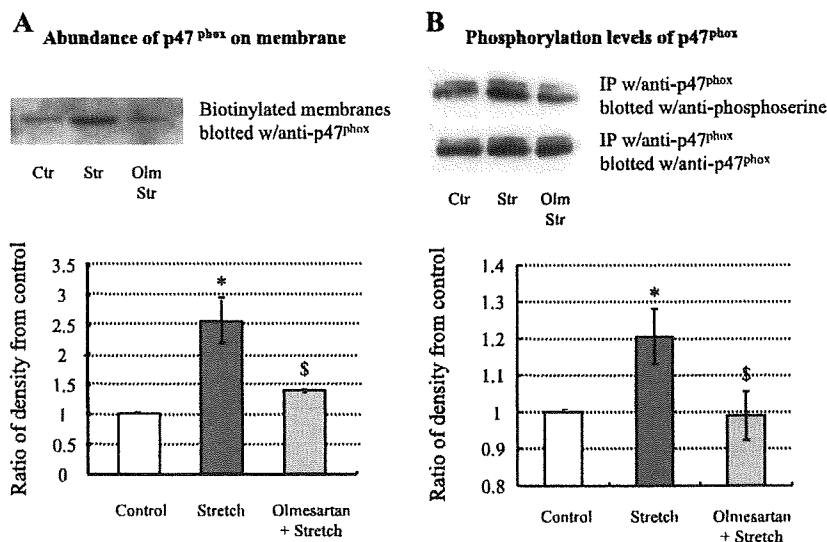 A Abundance of p47 phox on membrane
Biotinylated membranes
blotted w/anti-p47phox
Ctr Str Olm
Str
Ratio of density from control
3.5
3
2.5
2
1.5
1
0.5
0
*
$
Control Stretch Olmesartan
+ Stretch
B Phosphorylation levels of p47phox
IP w/anti-p47phox
blotted w/anti-phosphoserine
IP w/anti-p47phox
blotted w/anti-p47phox
Ctr Str Olm
Str
Ratio of density from control
1.4
1.3
1.2
1.1
1.0
0.9
0.8
*
$
Control Stretch Olmesartan
+ Stretch